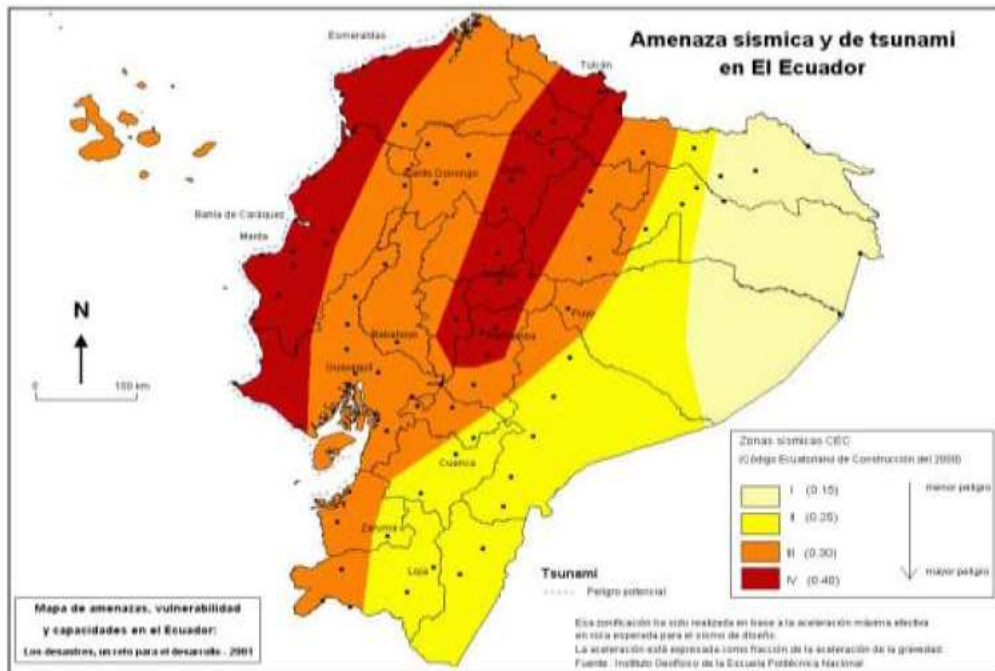 Amenaza sísmica y de tsunami
en El Ecuador
Esmeraldas
Tulcán
Santo Domingo
Bahía de Caráquez
Manta
N
0 100 km
Babahoyo
Puyo
Guayaquil
Cuenca
Zaruma
Loja
Zonas sísmicas CEC
(Código Ecuatoriano de Construcción del 2000)
I (0.15)
II (0.25)
III (0.30)
IV (0.40)
menor peligro
mayor peligro
Tsunami
Peligro potencial
Mapa de amenazas, vulnerabilidad
y capacidades en el Ecuador:
Los desastres, un reto para el desarrollo - 2001
Esa zonificación ha sido realizada en base a la aceleración máxima efectiva
en roca esperada para el sismo de diseño.
La aceleración está expresada como fracción de la aceleración de la gravedad.
Fuente: Instituto Geofísico de la Escuela Politécnica Nacional